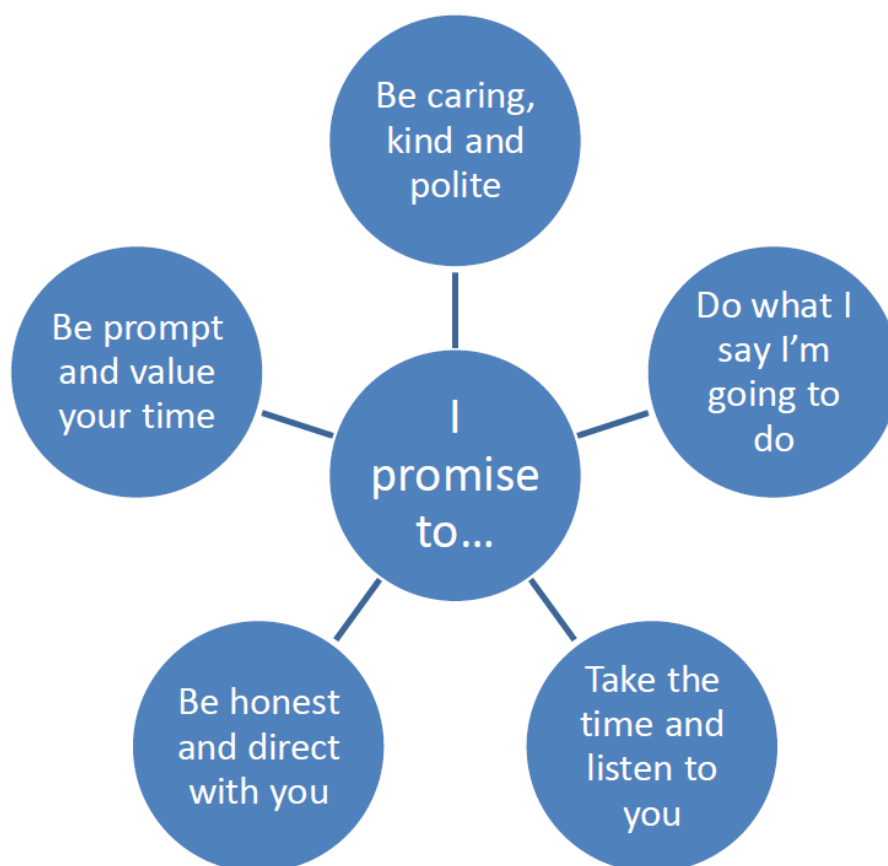 Be caring,
kind and
polite
Do what I
say I’m
going to
do
Take the
time and
listen to
you
Be honest
and direct
with you
Be prompt
and value
your time
I
promise
to…